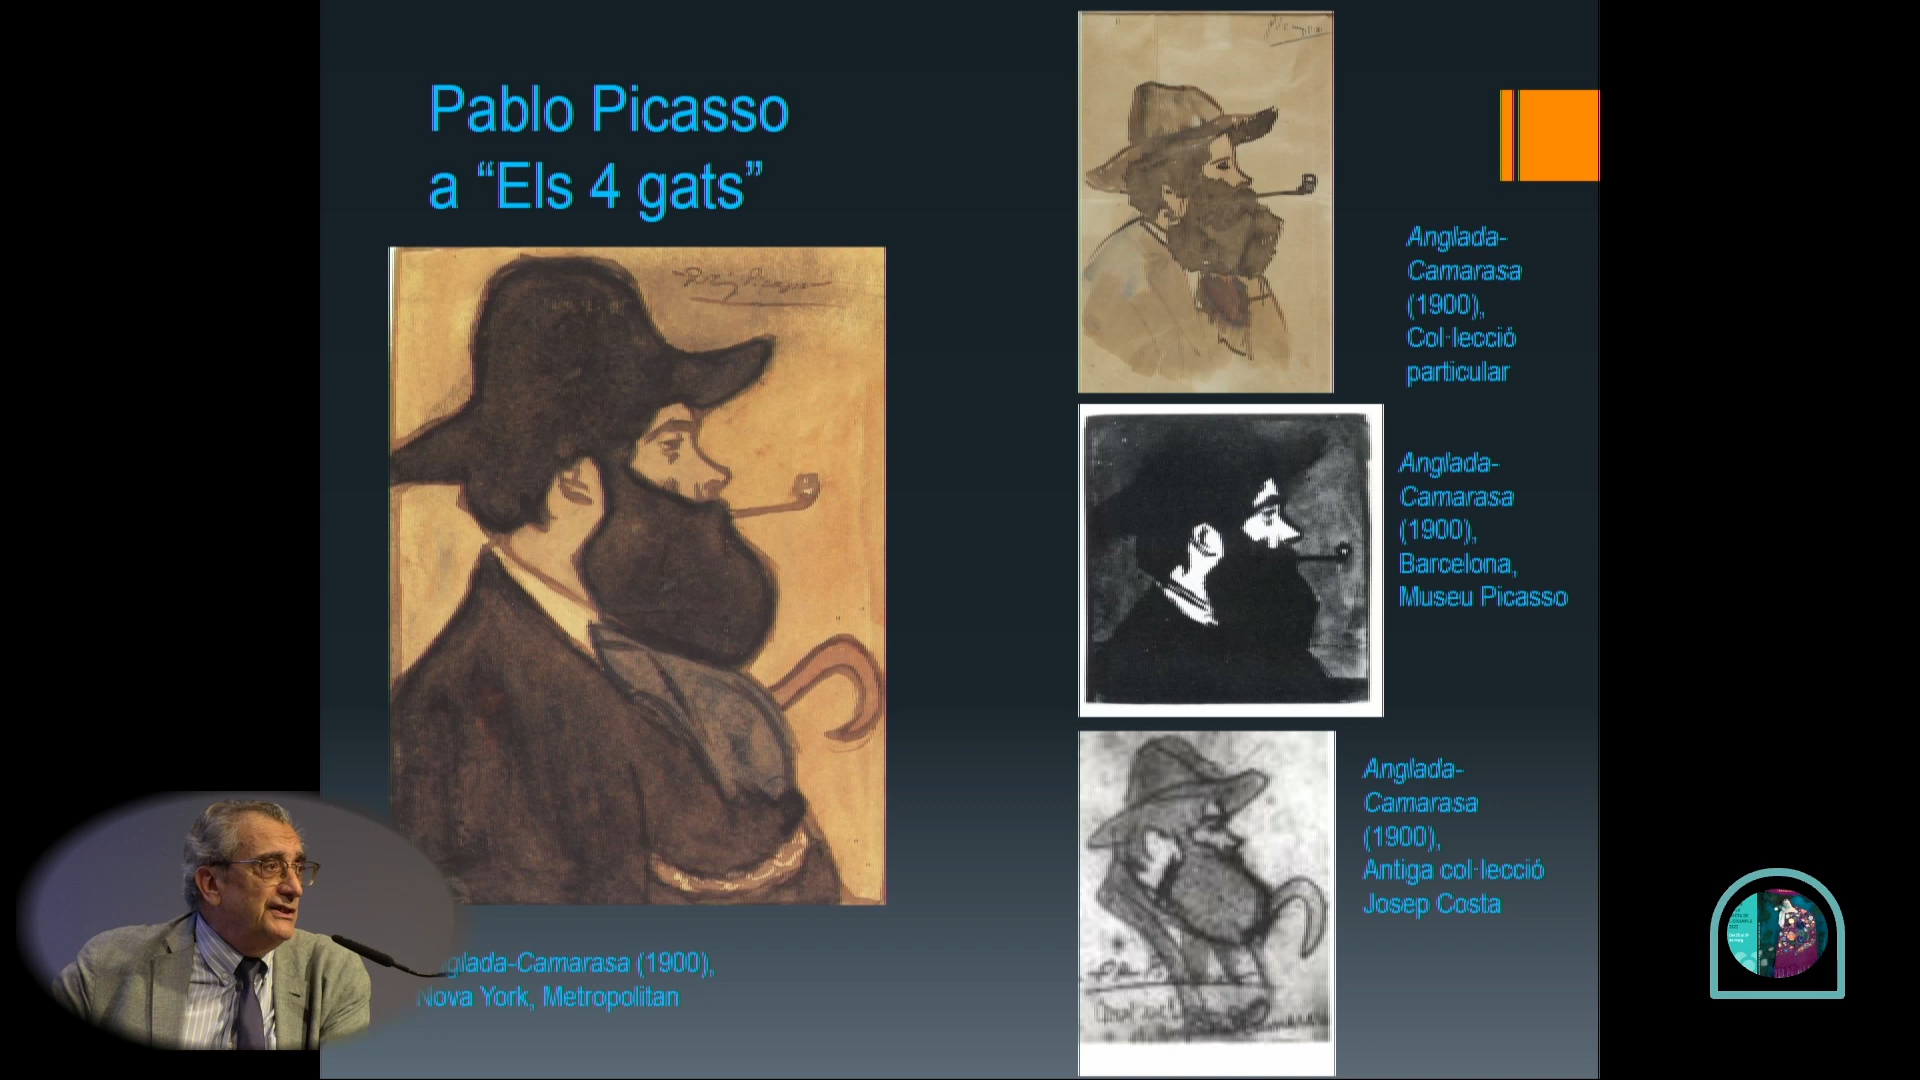 Pablo Picasso
a “Els 4 gats”
Anglada-
Camarasa
(1900),
Col·lecció
particular
Anglada-
Camarasa
(1900),
Barcelona,
Museu Picasso
Anglada-
Camarasa
(1900),
Antiga col·lecció
Josep Costa
glada-Camarasa (1900),
Nova York, Metropolitan